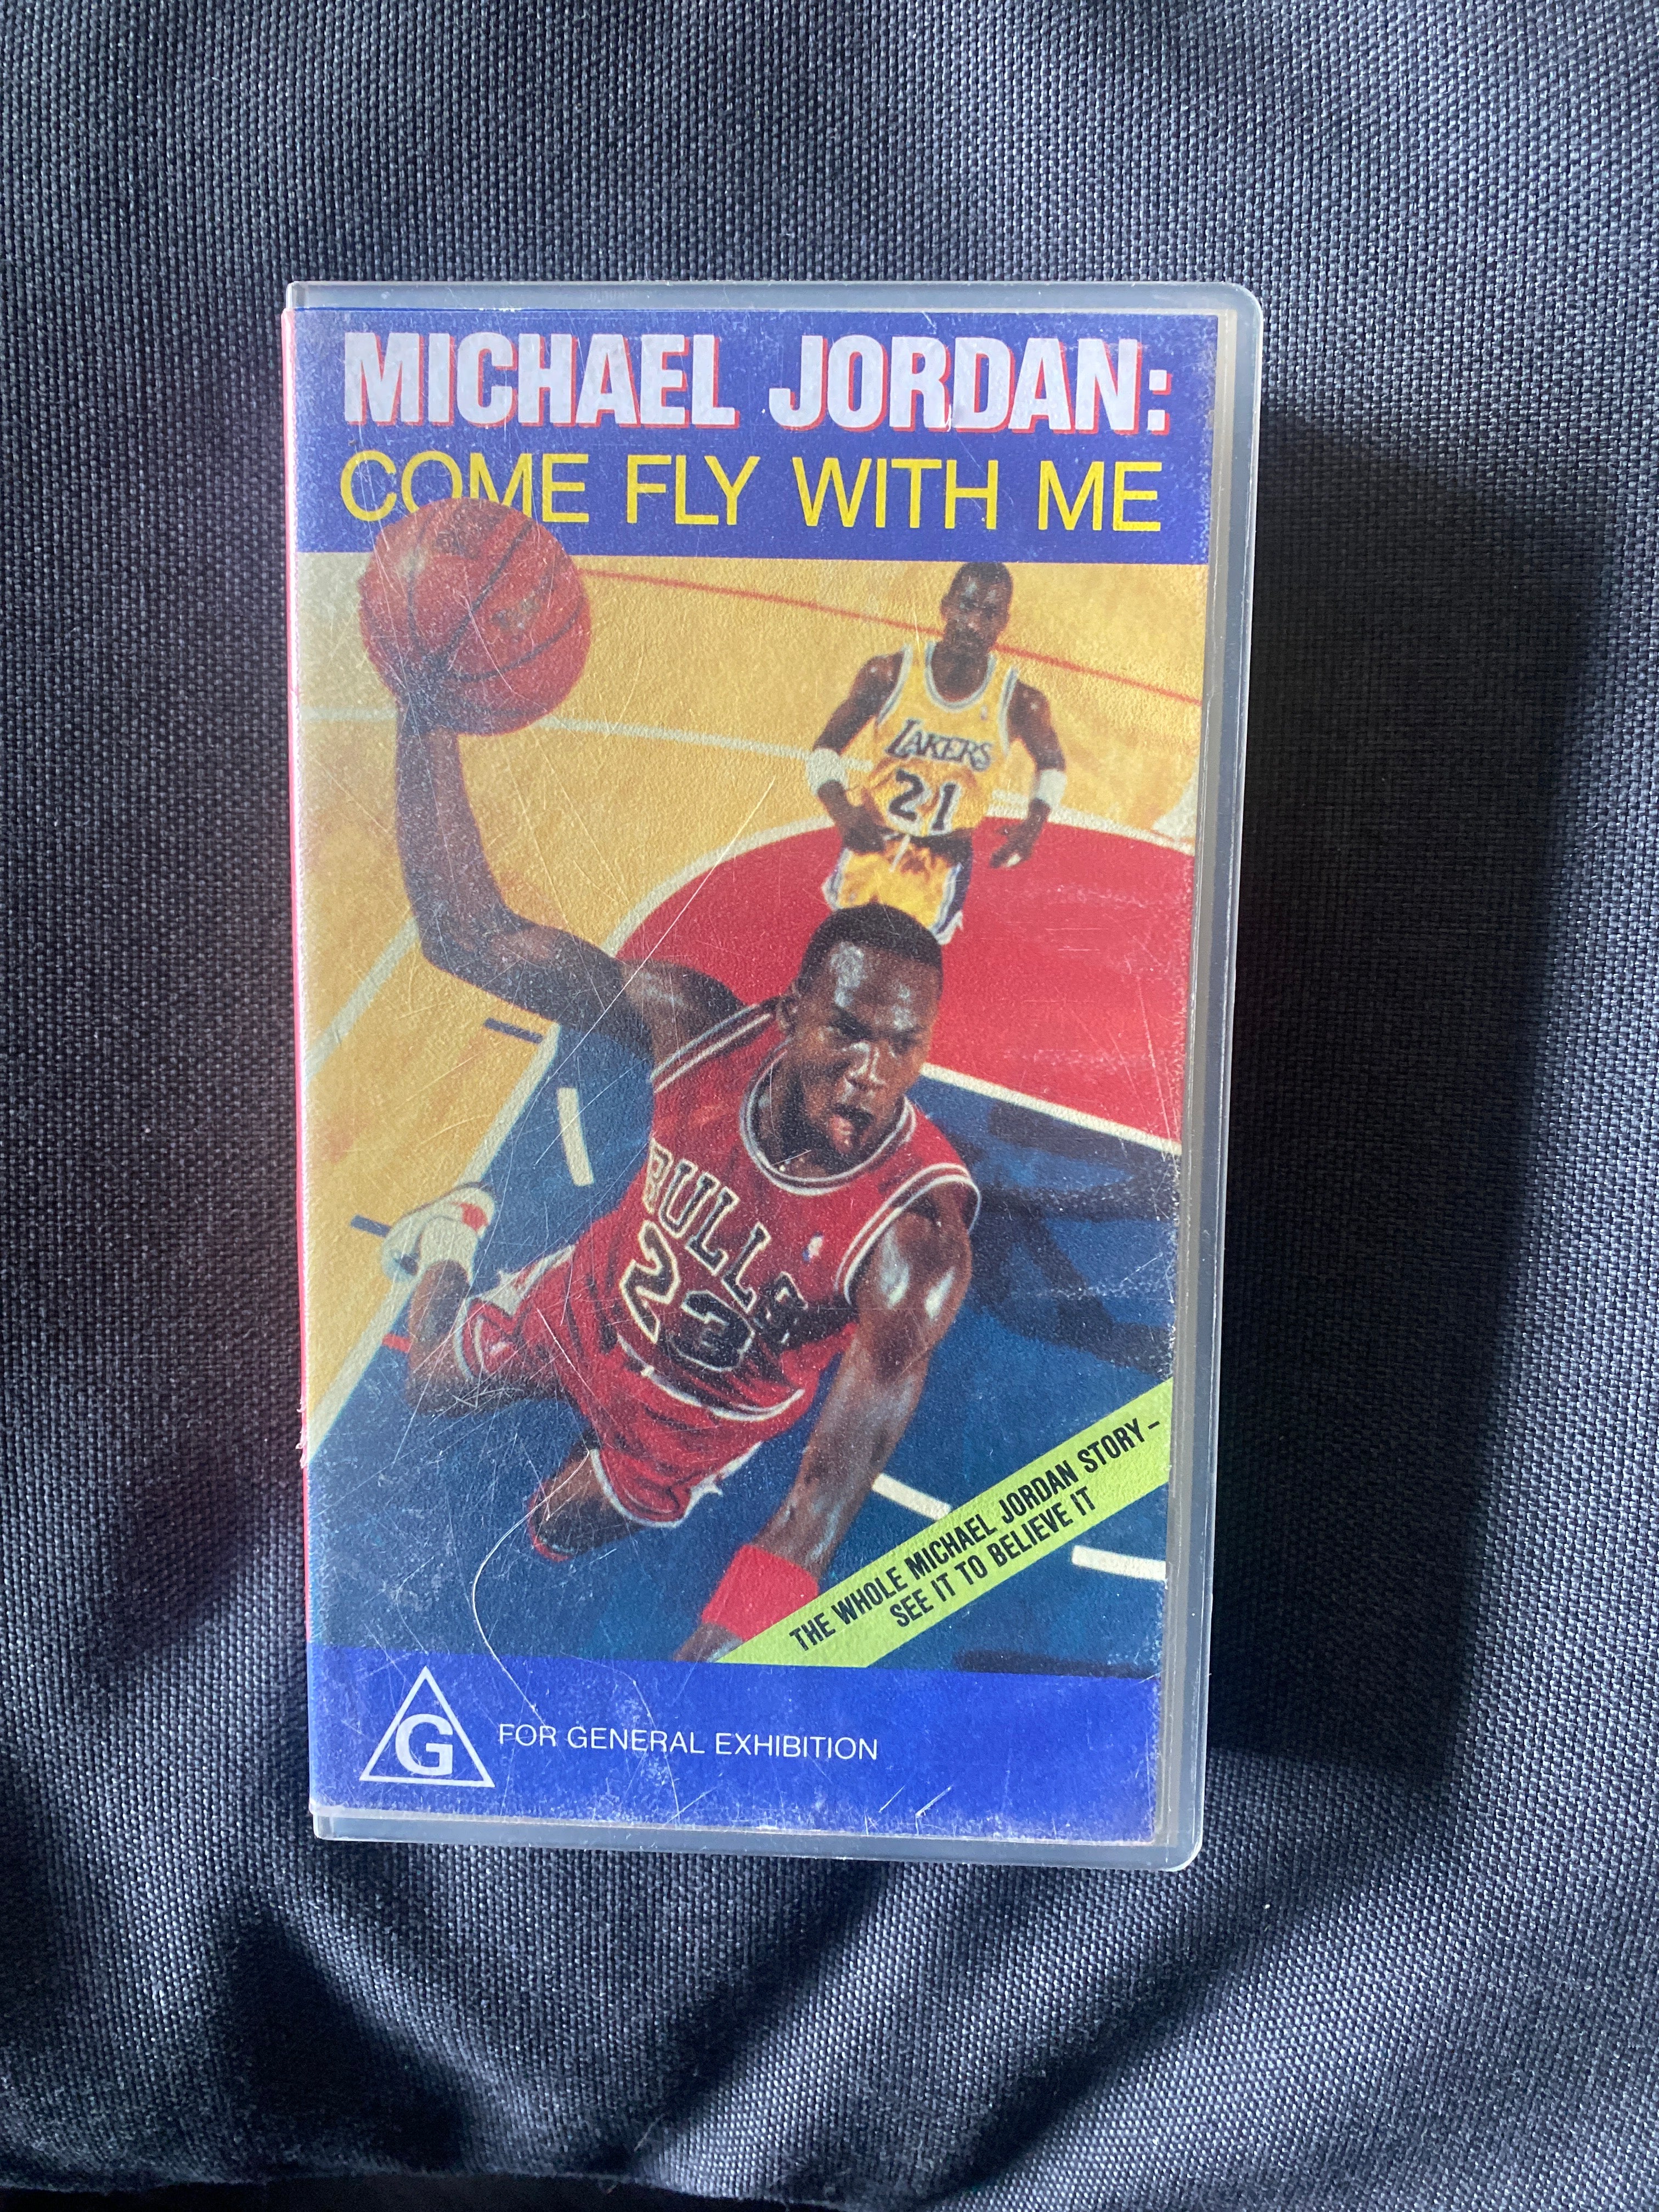 MICHAEL JORDAN:
COME FLY WITH ME
LAKERS
21
BULLS
23
THE WHOLE MICHAEL JORDAN STORY –
SEE IT TO BELIEVE IT
G FOR GENERAL EXHIBITION